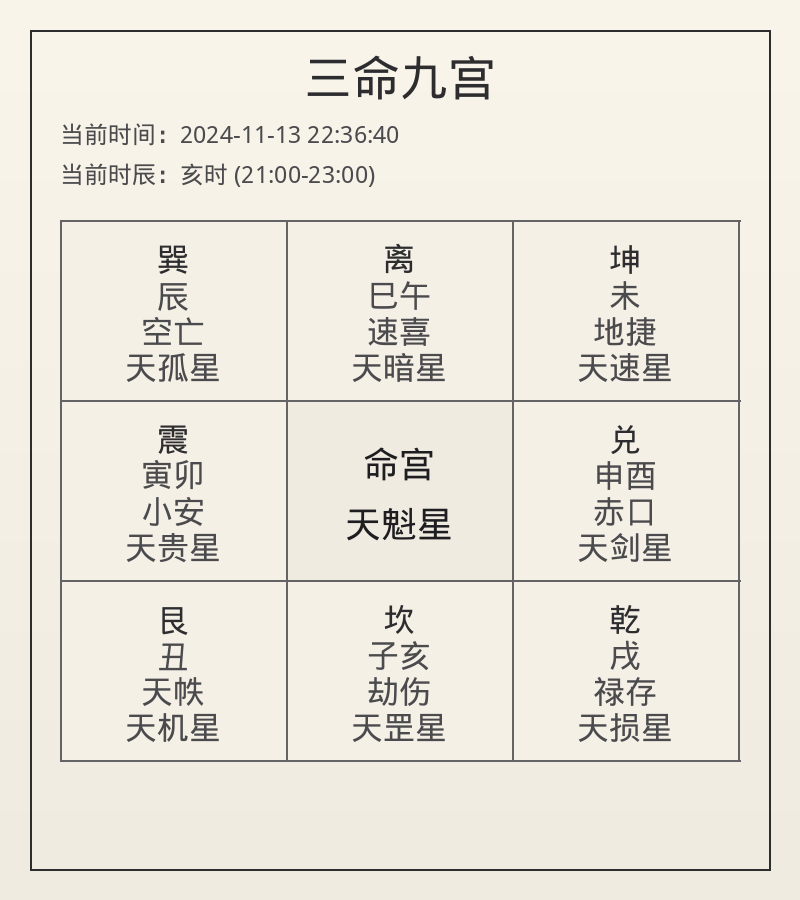 三命九宫
当前时间：2024-11-13 22:36:40
当前时辰：亥时 (21:00-23:00)
巽
辰
空亡
天孤星
离
巳午
速喜
天暗星
坤
未
地捷
天速星
震
寅卯
小安
天贵星
命宫
天魁星
兑
申酉
赤口
天剑星
艮
丑
天帙
天机星
坎
子亥
劫伤
天罡星
乾
戌
禄存
天损星